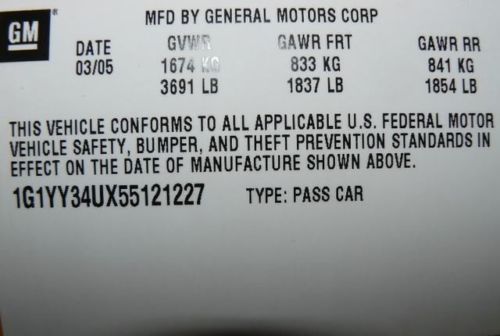 GM ®
MFD BY GENERAL MOTORS CORP
DATE GVWR GAWR FRT GAWR RR
03/05 1674 KG 833 KG 841 KG
3691 LB 1837 LB 1854 LB
THIS VEHICLE CONFORMS TO ALL APPLICABLE U.S. FEDERAL MOTOR
VEHICLE SAFETY, BUMPER, AND THEFT PREVENTION STANDARDS IN
EFFECT ON THE DATE OF MANUFACTURE SHOWN ABOVE.
1G1YY34UX55121227 TYPE: PASS CAR